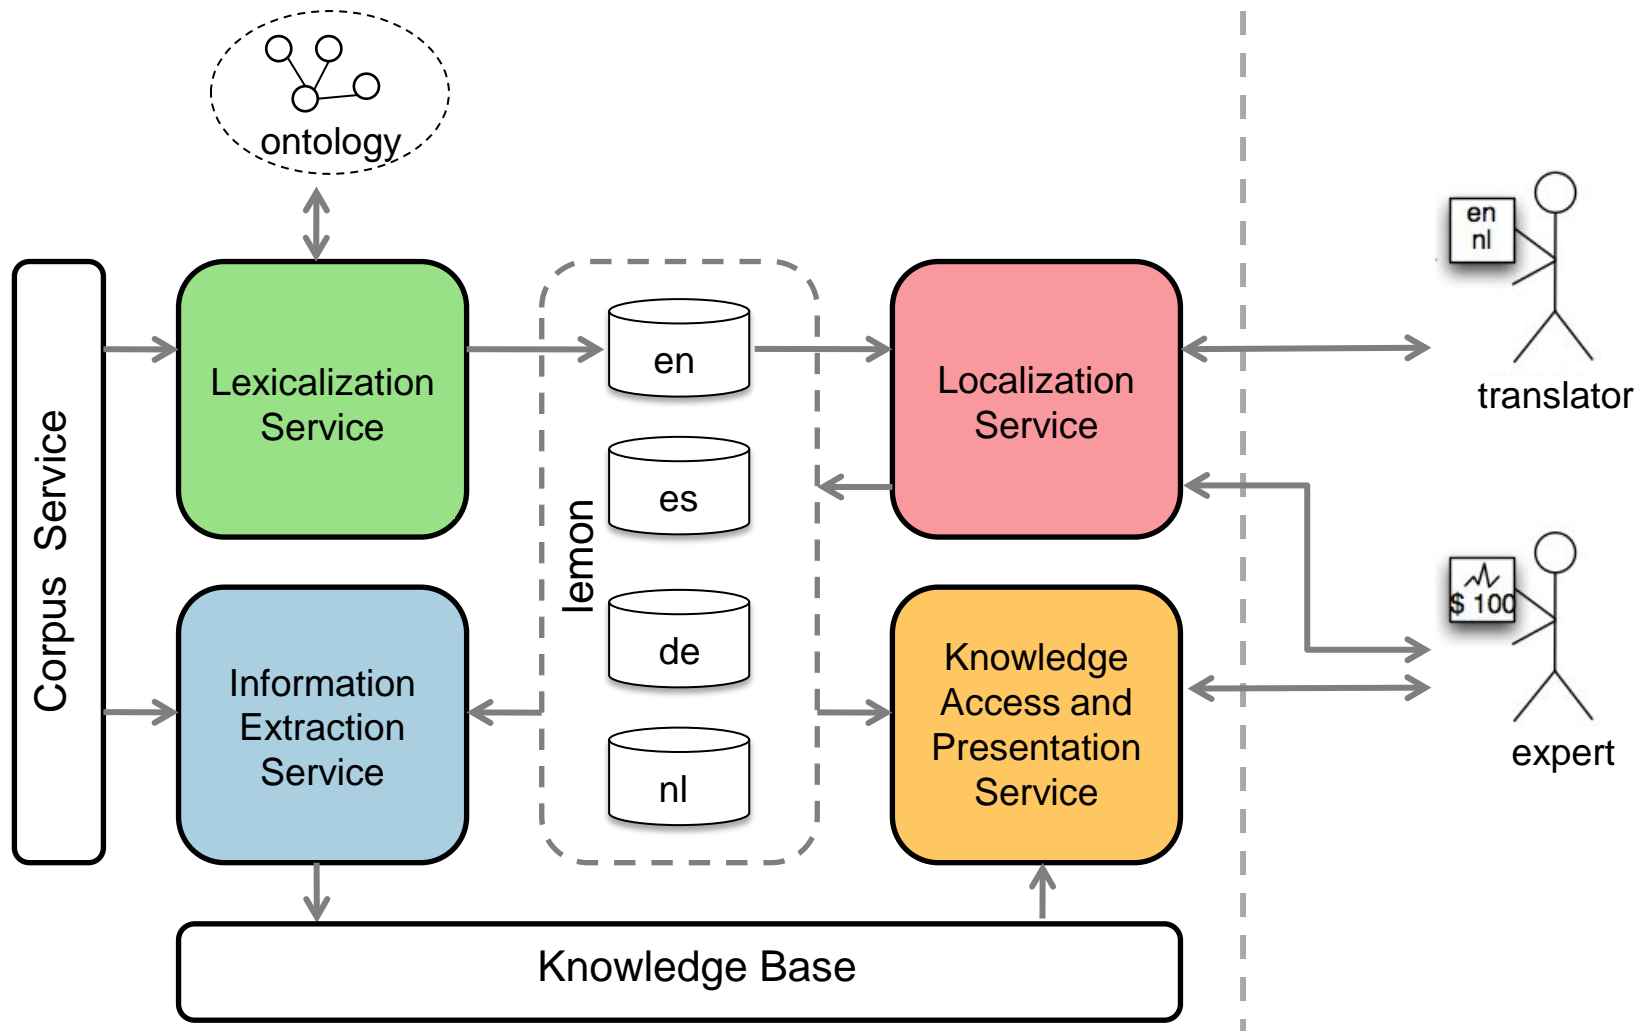 ontology
en
nl
translator
Corpus Service
Lexicalization
Service
en
es
de
nl
lemon
Localization
Service
Information
Extraction
Service
Knowledge
Access and
Presentation
Service
$ 100
expert
Knowledge Base